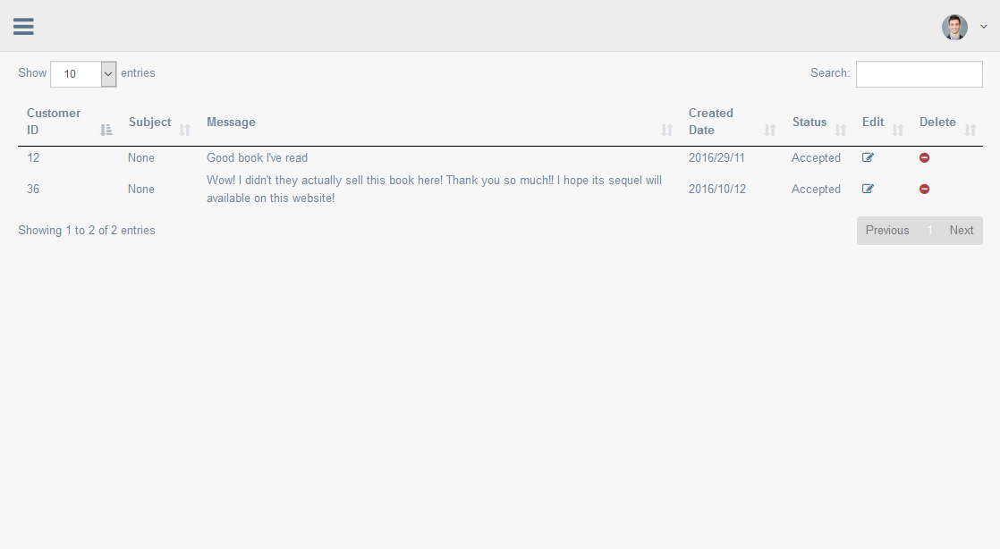 Show 10 entries Search:
Customer ID Subject Message Created Date Status Edit Delete
12 None Good book I've read 2016/29/11 Accepted
36 None Wow! I didn't they actually sell this book here! Thank you so much!! I hope its sequel will 2016/10/12 Accepted
available on this website!
Showing 1 to 2 of 2 entries Previous 1 Next